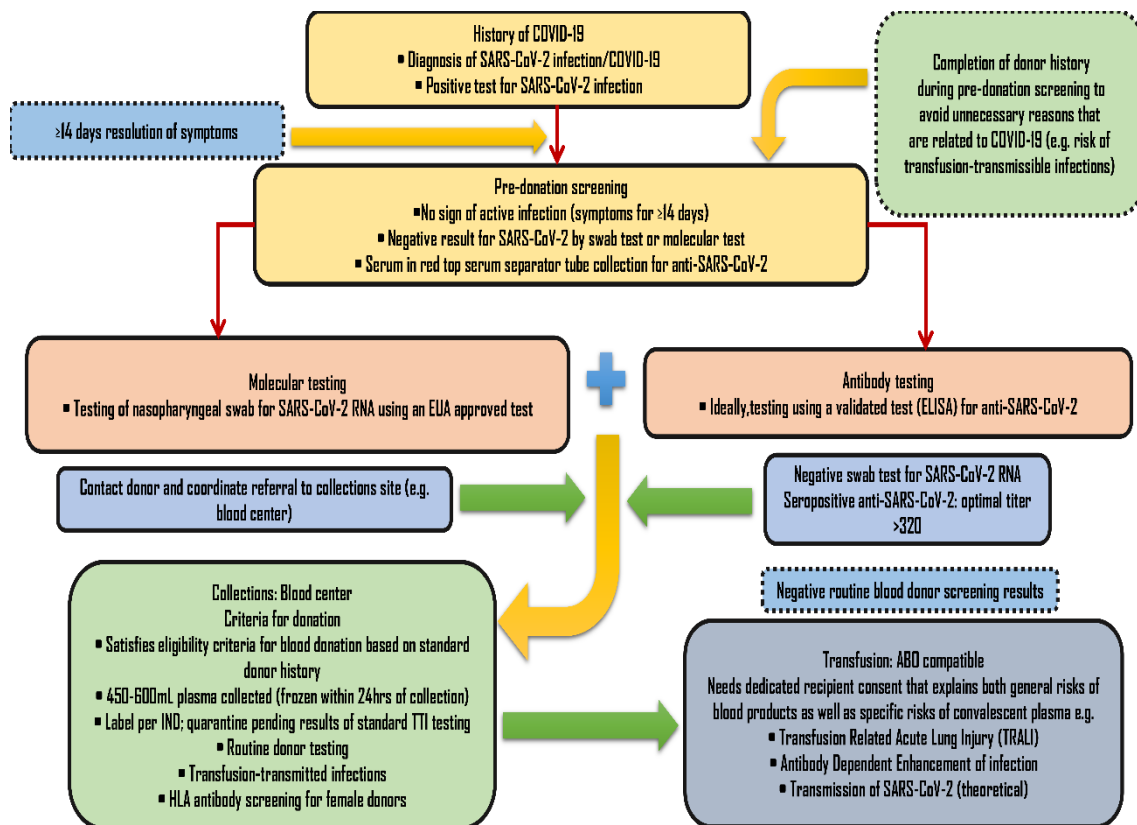 History of COVID-19
▪ Diagnosis of SARS-CoV-2 infection/COVID-19
▪ Positive test for SARS-CoV-2 infection
Completion of donor history
during pre-donation screening to
avoid unnecessary reasons that
are related to COVID-19 (e.g. risk of
transfusion-transmissible infections)
≥14 days resolution of symptoms
Pre-donation screening
▪ No sign of active infection (symptoms for ≥14 days)
▪ Negative result for SARS-CoV-2 by swab test or molecular test
▪ Serum in red top serum separator tube collection for anti-SARS-CoV-2
Molecular testing
▪ Testing of nasopharyngeal swab for SARS-CoV-2 RNA using an EUA approved test
Antibody testing
▪ Ideally,testing using a validated test (ELISA) for anti-SARS-CoV-2
Contact donor and coordinate referral to collections site (e.g.
blood center)
Negative swab test for SARS-CoV-2 RNA
Seropositive anti-SARS-CoV-2: optimal titer
>320
Collections: Blood center
Criteria for donation
▪ Satisfies eligibility criteria for blood donation based on standard
donor history
▪ 450-600mL plasma collected (frozen within 24hrs of collection)
▪ Label per IND; quarantine pending results of standard TTI testing
▪ Routine donor testing
▪ Transfusion-transmitted infections
▪ HLA antibody screening for female donors
Negative routine blood donor screening results
Transfusion: ABO compatible
Needs dedicated recipient consent that explains both general risks of
blood products as well as specific risks of convalescent plasma e.g.
▪ Transfusion Related Acute Lung Injury (TRALI)
▪ Antibody Dependent Enhancement of infection
▪ Transmission of SARS-CoV-2 (theoretical)